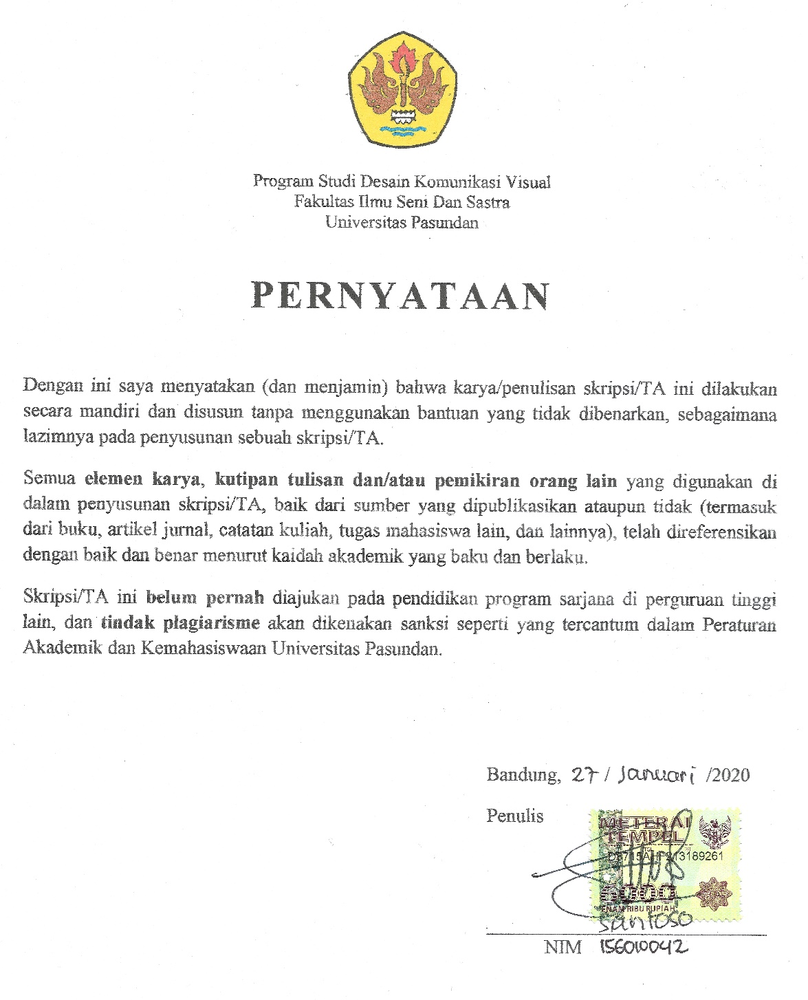 Program Studi Desain Komunikasi Visual
Fakultas Ilmu Seni Dan Sastra
Universitas Pasundan
PERNYATAAN
Dengan ini saya menyatakan (dan menjamin) bahwa karya/penulisan skripsi/TA ini dilakukan
secara mandiri dan disusun tanpa menggunakan bantuan yang tidak dibenarkan, sebagaimana
lazimnya pada penyusunan sebuah skripsi/TA.
Semua elemen karya, kutipan tulisan dan/atau pemikiran orang lain yang digunakan di
dalam penyusunan skripsi/TA, baik dari sumber yang dipublikasikan ataupun tidak (termasuk
dari buku, artikel jurnal, catatan kuliah, tugas mahasiswa lain, dan lainnya), telah direferensikan
dengan baik dan benar menurut kaidah akademik yang baku dan berlaku.
Skripsi/TA ini belum pernah diajukan pada pendidikan program sarjana di perguruan tinggi
lain, dan tindak plagiarisme akan dikenakan sanksi seperti yang tercantum dalam Peraturan
Akademik dan Kemahasiswaan Universitas Pasundan.
Bandung, 27 / Januari /2020
Penulis
METERAI
TEMPEL
6000
ENAM RIBU RUPIAH
Santoso
NIM 156010042